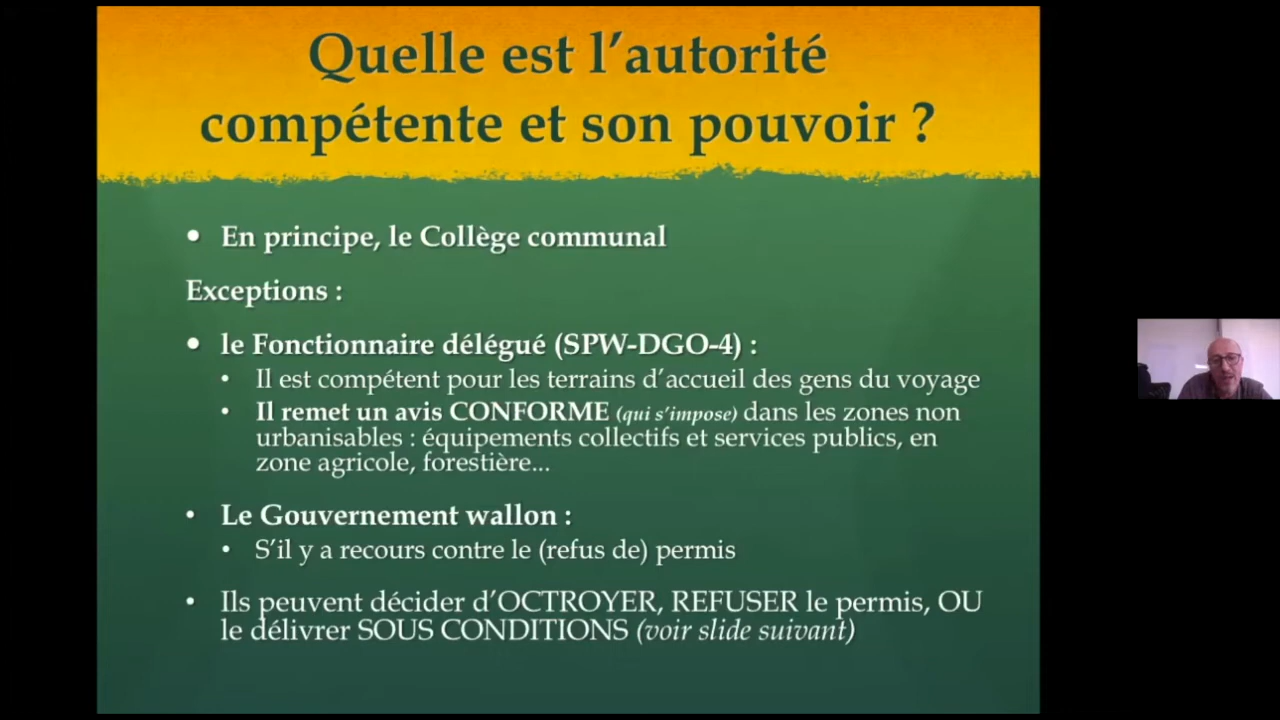 Quelle est l’autorité
compétente et son pouvoir ?
• En principe, le Collège communal
Exceptions :
• le Fonctionnaire délégué (SPW-DGO-4) :
• Il est compétent pour les terrains d’accueil des gens du voyage
• Il remet un avis CONFORME (qui s’impose) dans les zones non
urbanisables : équipements collectifs et services publics, en
zone agricole, forestière...
• Le Gouvernement wallon :
• S’il y a recours contre le (refus de) permis
• Ils peuvent décider d’OCTROYER, REFUSER le permis, OU
le délivrer SOUS CONDITIONS (voir slide suivant)